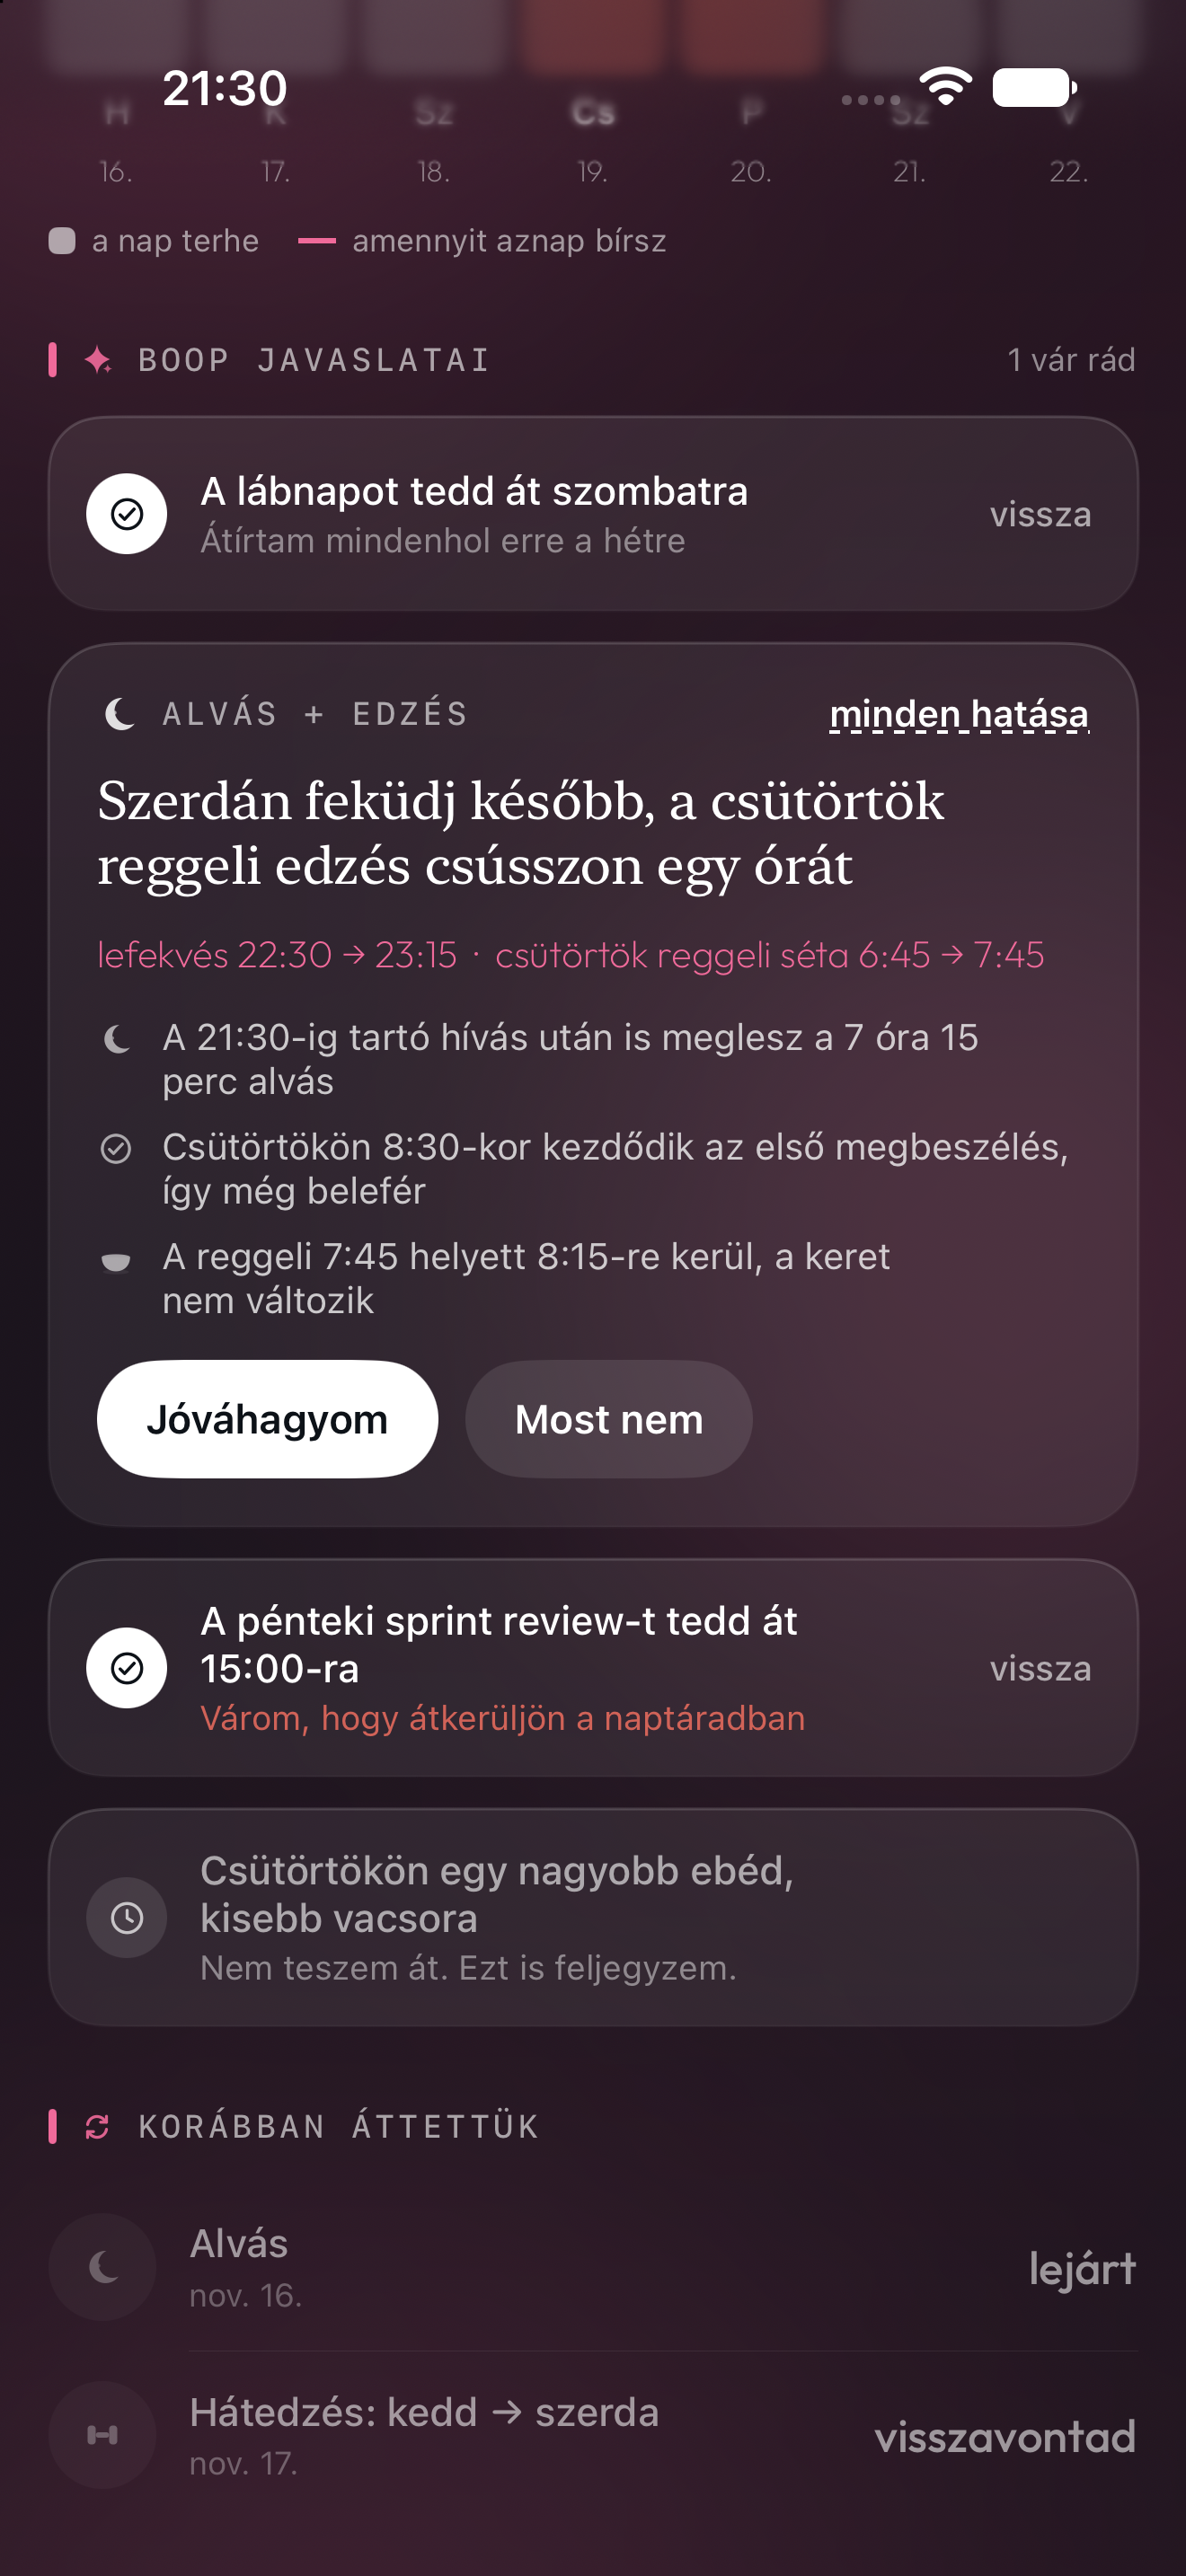 21:30
H K Sz Cs P Sz V
16. 17. 18. 19. 20. 21. 22.
a nap terhe amennyit aznap bírsz
BOOP JAVASLATAI 1 vár rád
A lábnapot tedd át szombatra
Átírtam mindenhol erre a hétre
vissza
ALVÁS + EDZÉS minden hatása
Szerdán feküdj később, a csütörtök
reggeli edzés csússzon egy órát
lefekvés 22:30 → 23:15 · csütörtök reggeli séta 6:45 → 7:45
A 21:30-ig tartó hívás után is meglesz a 7 óra 15
perc alvás
Csütörtökön 8:30-kor kezdődik az első megbeszélés,
így még belefér
A reggeli 7:45 helyett 8:15-re kerül, a keret
nem változik
Jóváhagyom Most nem
A pénteki sprint review-t tedd át
15:00-ra
Várom, hogy átkerüljön a naptáradban
vissza
Csütörtökön egy nagyobb ebéd,
kisebb vacsora
Nem teszem át. Ezt is feljegyzem.
KORÁBBAN ÁTTETTÜK
Alvás
nov. 16.
lejárt
Hátedzés: kedd → szerda
nov. 17.
visszavontad